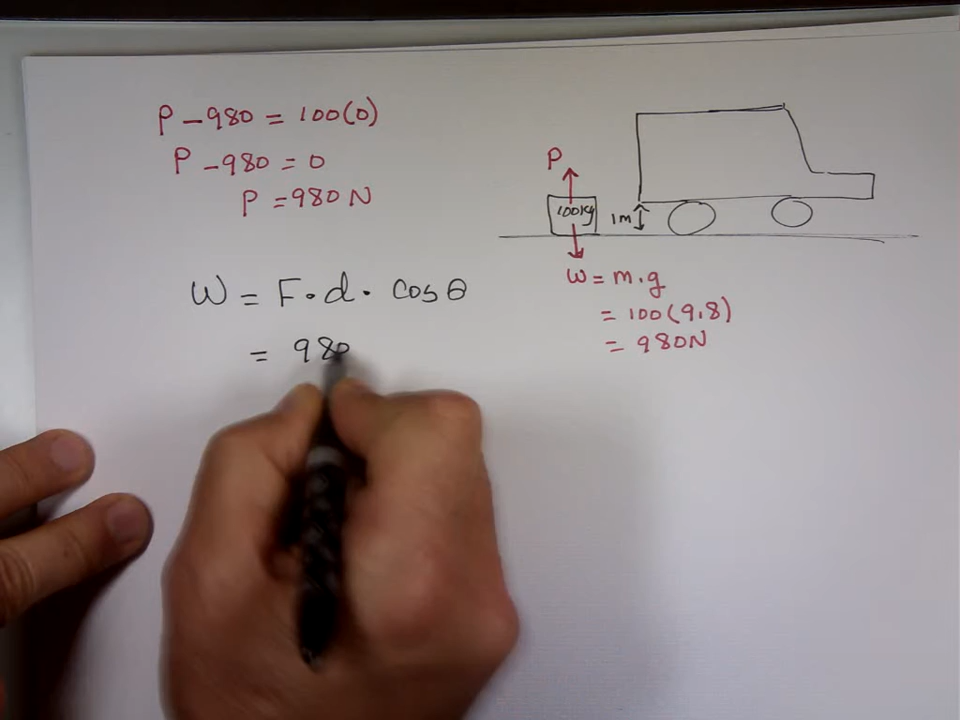 P - 980 = 100(0)
P - 980 = 0
P = 980 N
W = F · d · cos θ
= 980
P
100kg
1m
w = m.g
= 100(9.8)
= 980N